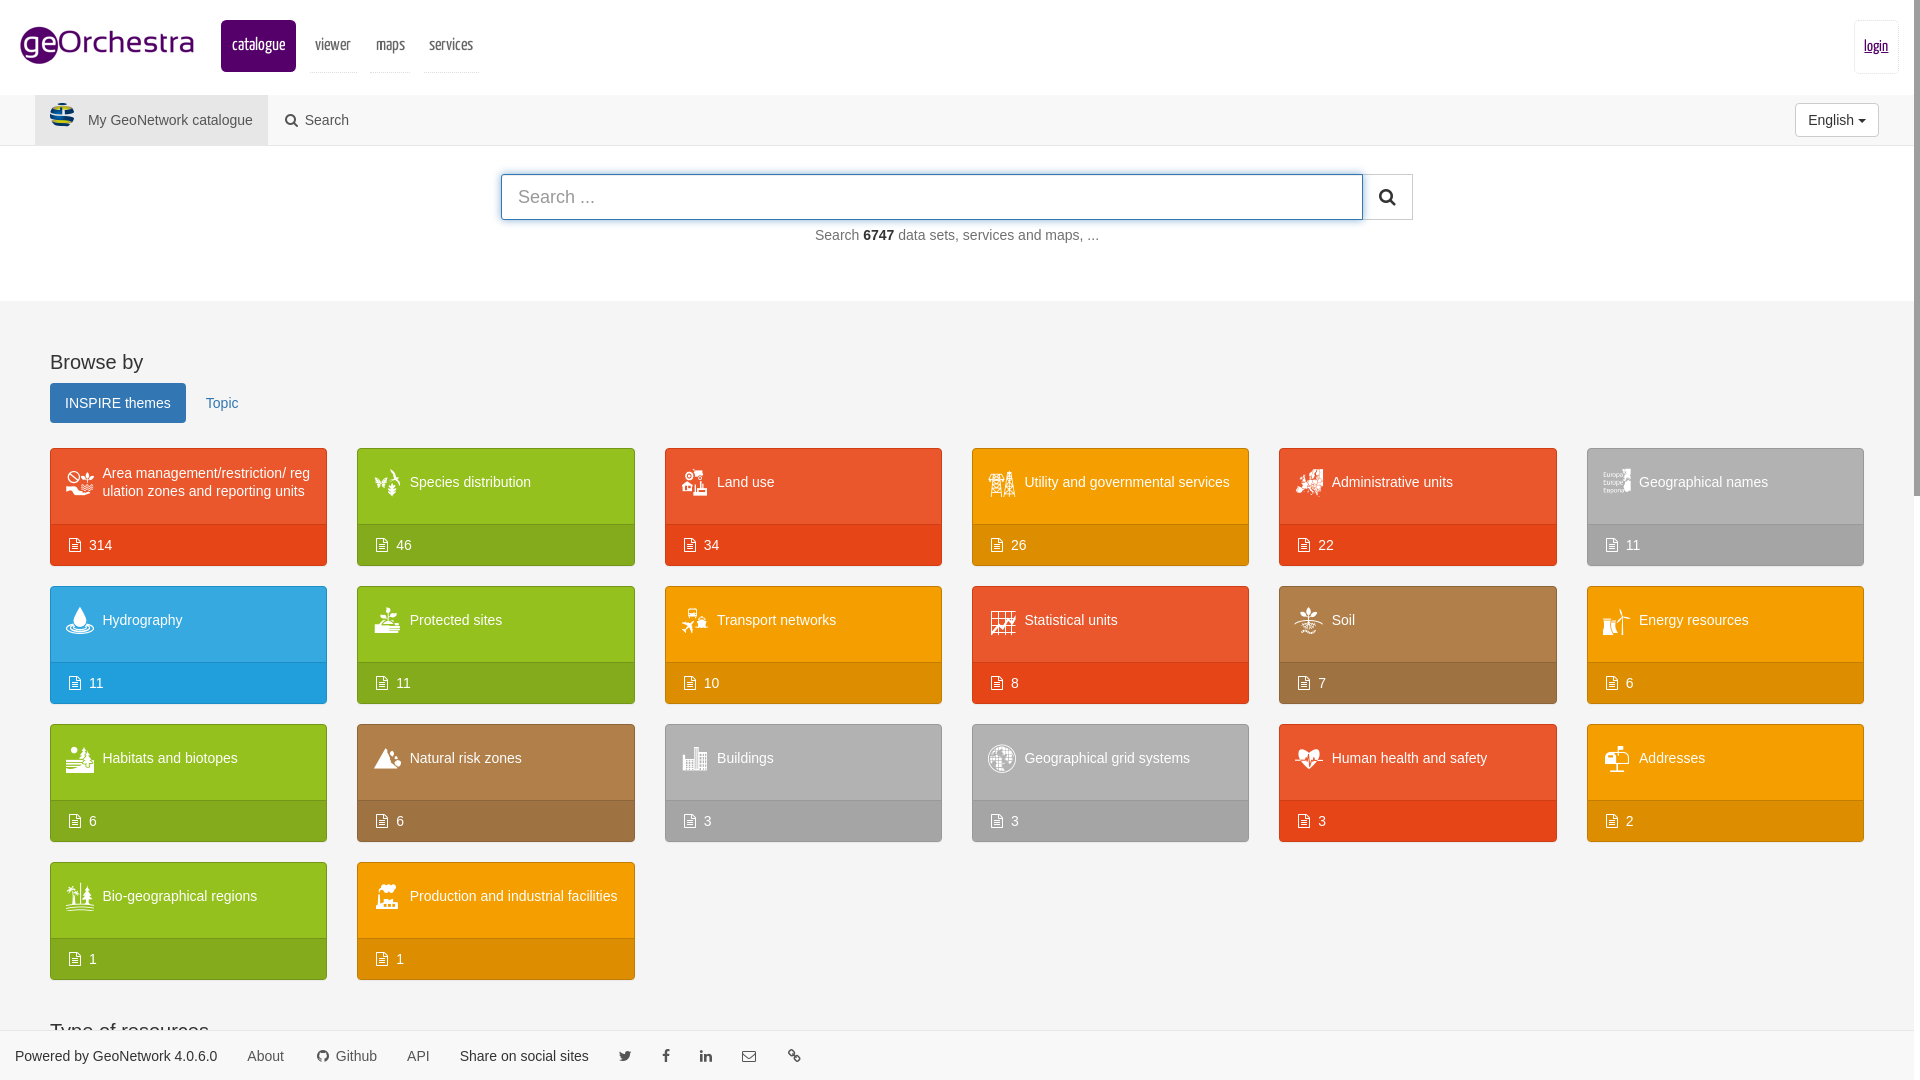 geOrchestra
catalogue
viewer
maps
services
login
My GeoNetwork catalogue
Search
English
Search ...
Search 6747 data sets, services and maps, ...
Browse by
INSPIRE themes
Topic
Area management/restriction/ reg
ulation zones and reporting units
314
Species distribution
46
Land use
34
Utility and governmental services
26
Administrative units
22
Geographical names
11
Hydrography
11
Protected sites
11
Transport networks
10
Statistical units
8
Soil
7
Energy resources
6
Habitats and biotopes
6
Natural risk zones
6
Buildings
3
Geographical grid systems
3
Human health and safety
3
Addresses
2
Bio-geographical regions
1
Production and industrial facilities
1
Type of resources
Powered by GeoNetwork 4.0.6.0
About
Github
API
Share on social sites